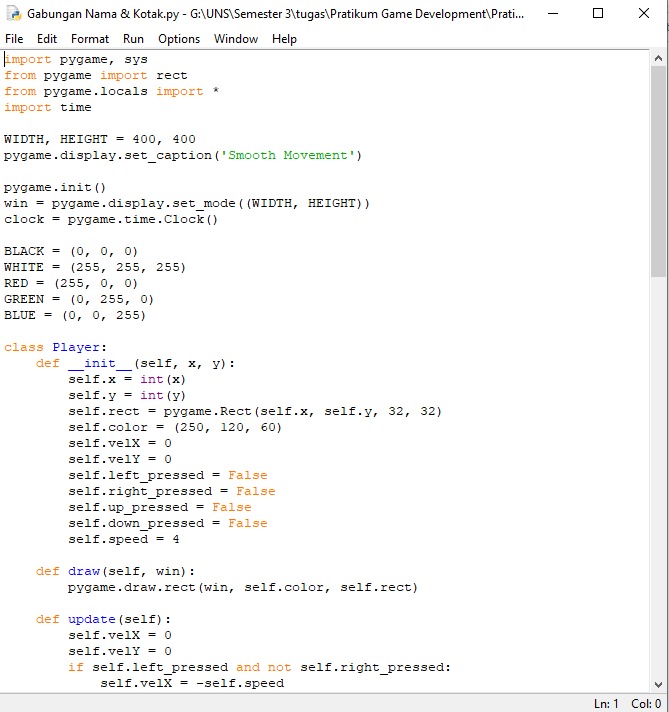 Gabungan Nama & Kotak.py - G:\UNS\Semester 3\tugas\Pratikum Game Development\Prati...
File Edit Format Run Options Window Help
import pygame, sys
from pygame import rect
from pygame.locals import *
import time

WIDTH, HEIGHT = 400, 400
pygame.display.set_caption('Smooth Movement')

pygame.init()
win = pygame.display.set_mode((WIDTH, HEIGHT))
clock = pygame.time.Clock()

BLACK = (0, 0, 0)
WHITE = (255, 255, 255)
RED = (255, 0, 0)
GREEN = (0, 255, 0)
BLUE = (0, 0, 255)

class Player:
    def __init__(self, x, y):
        self.x = int(x)
        self.y = int(y)
        self.rect = pygame.Rect(self.x, self.y, 32, 32)
        self.color = (250, 120, 60)
        self.velX = 0
        self.velY = 0
        self.left_pressed = False
        self.right_pressed = False
        self.up_pressed = False
        self.down_pressed = False
        self.speed = 4

    def draw(self, win):
        pygame.draw.rect(win, self.color, self.rect)

    def update(self):
        self.velX = 0
        self.velY = 0
        if self.left_pressed and not self.right_pressed:
            self.velX = -self.speed
Ln: 1 Col: 0